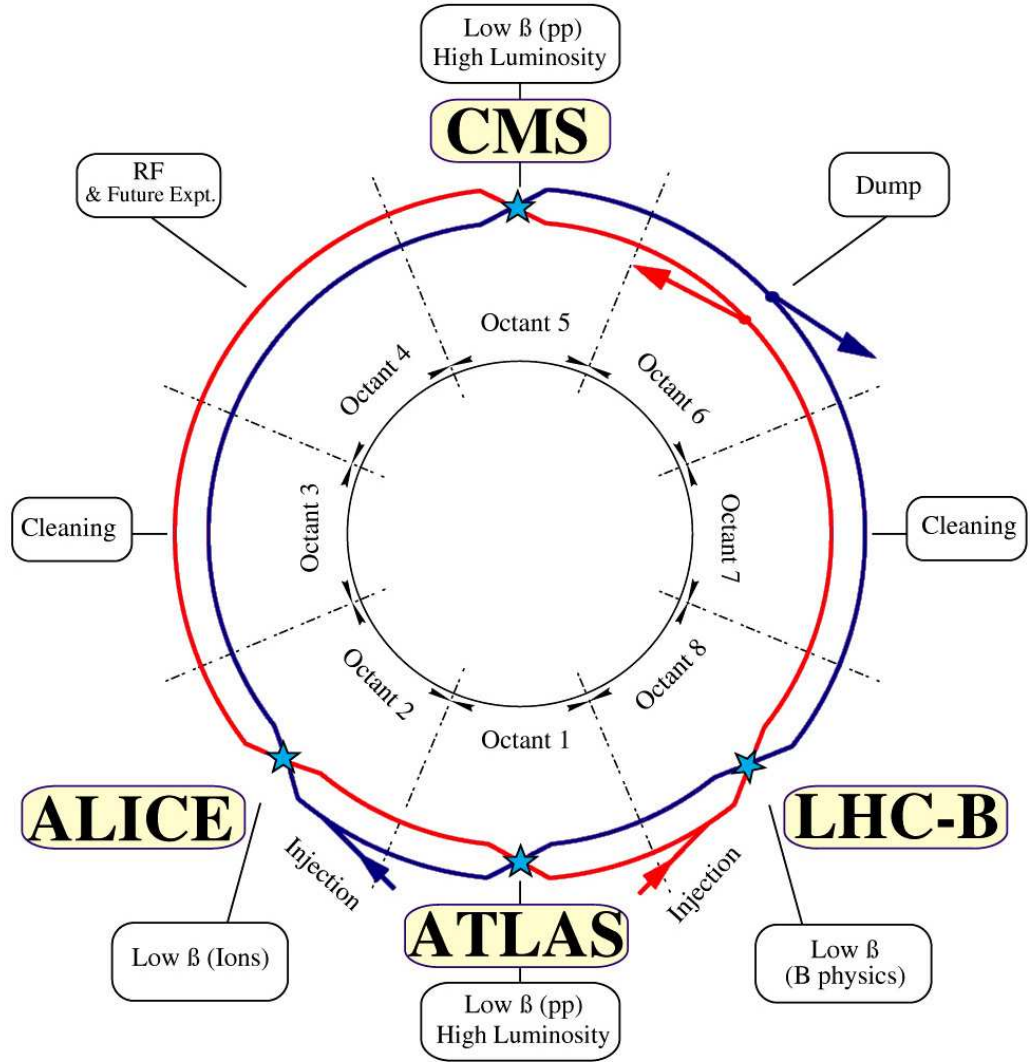 Low ß (pp)
High Luminosity
CMS
RF
& Future Expt.
Dump
Octant 5
Octant 4
Octant 6
Cleaning
Octant 3
Octant 7
Cleaning
Octant 2
Octant 8
Octant 1
ALICE
LHC-B
Injection
Injection
ATLAS
Low ß (Ions)
Low ß
(B physics)
Low ß (pp)
High Luminosity